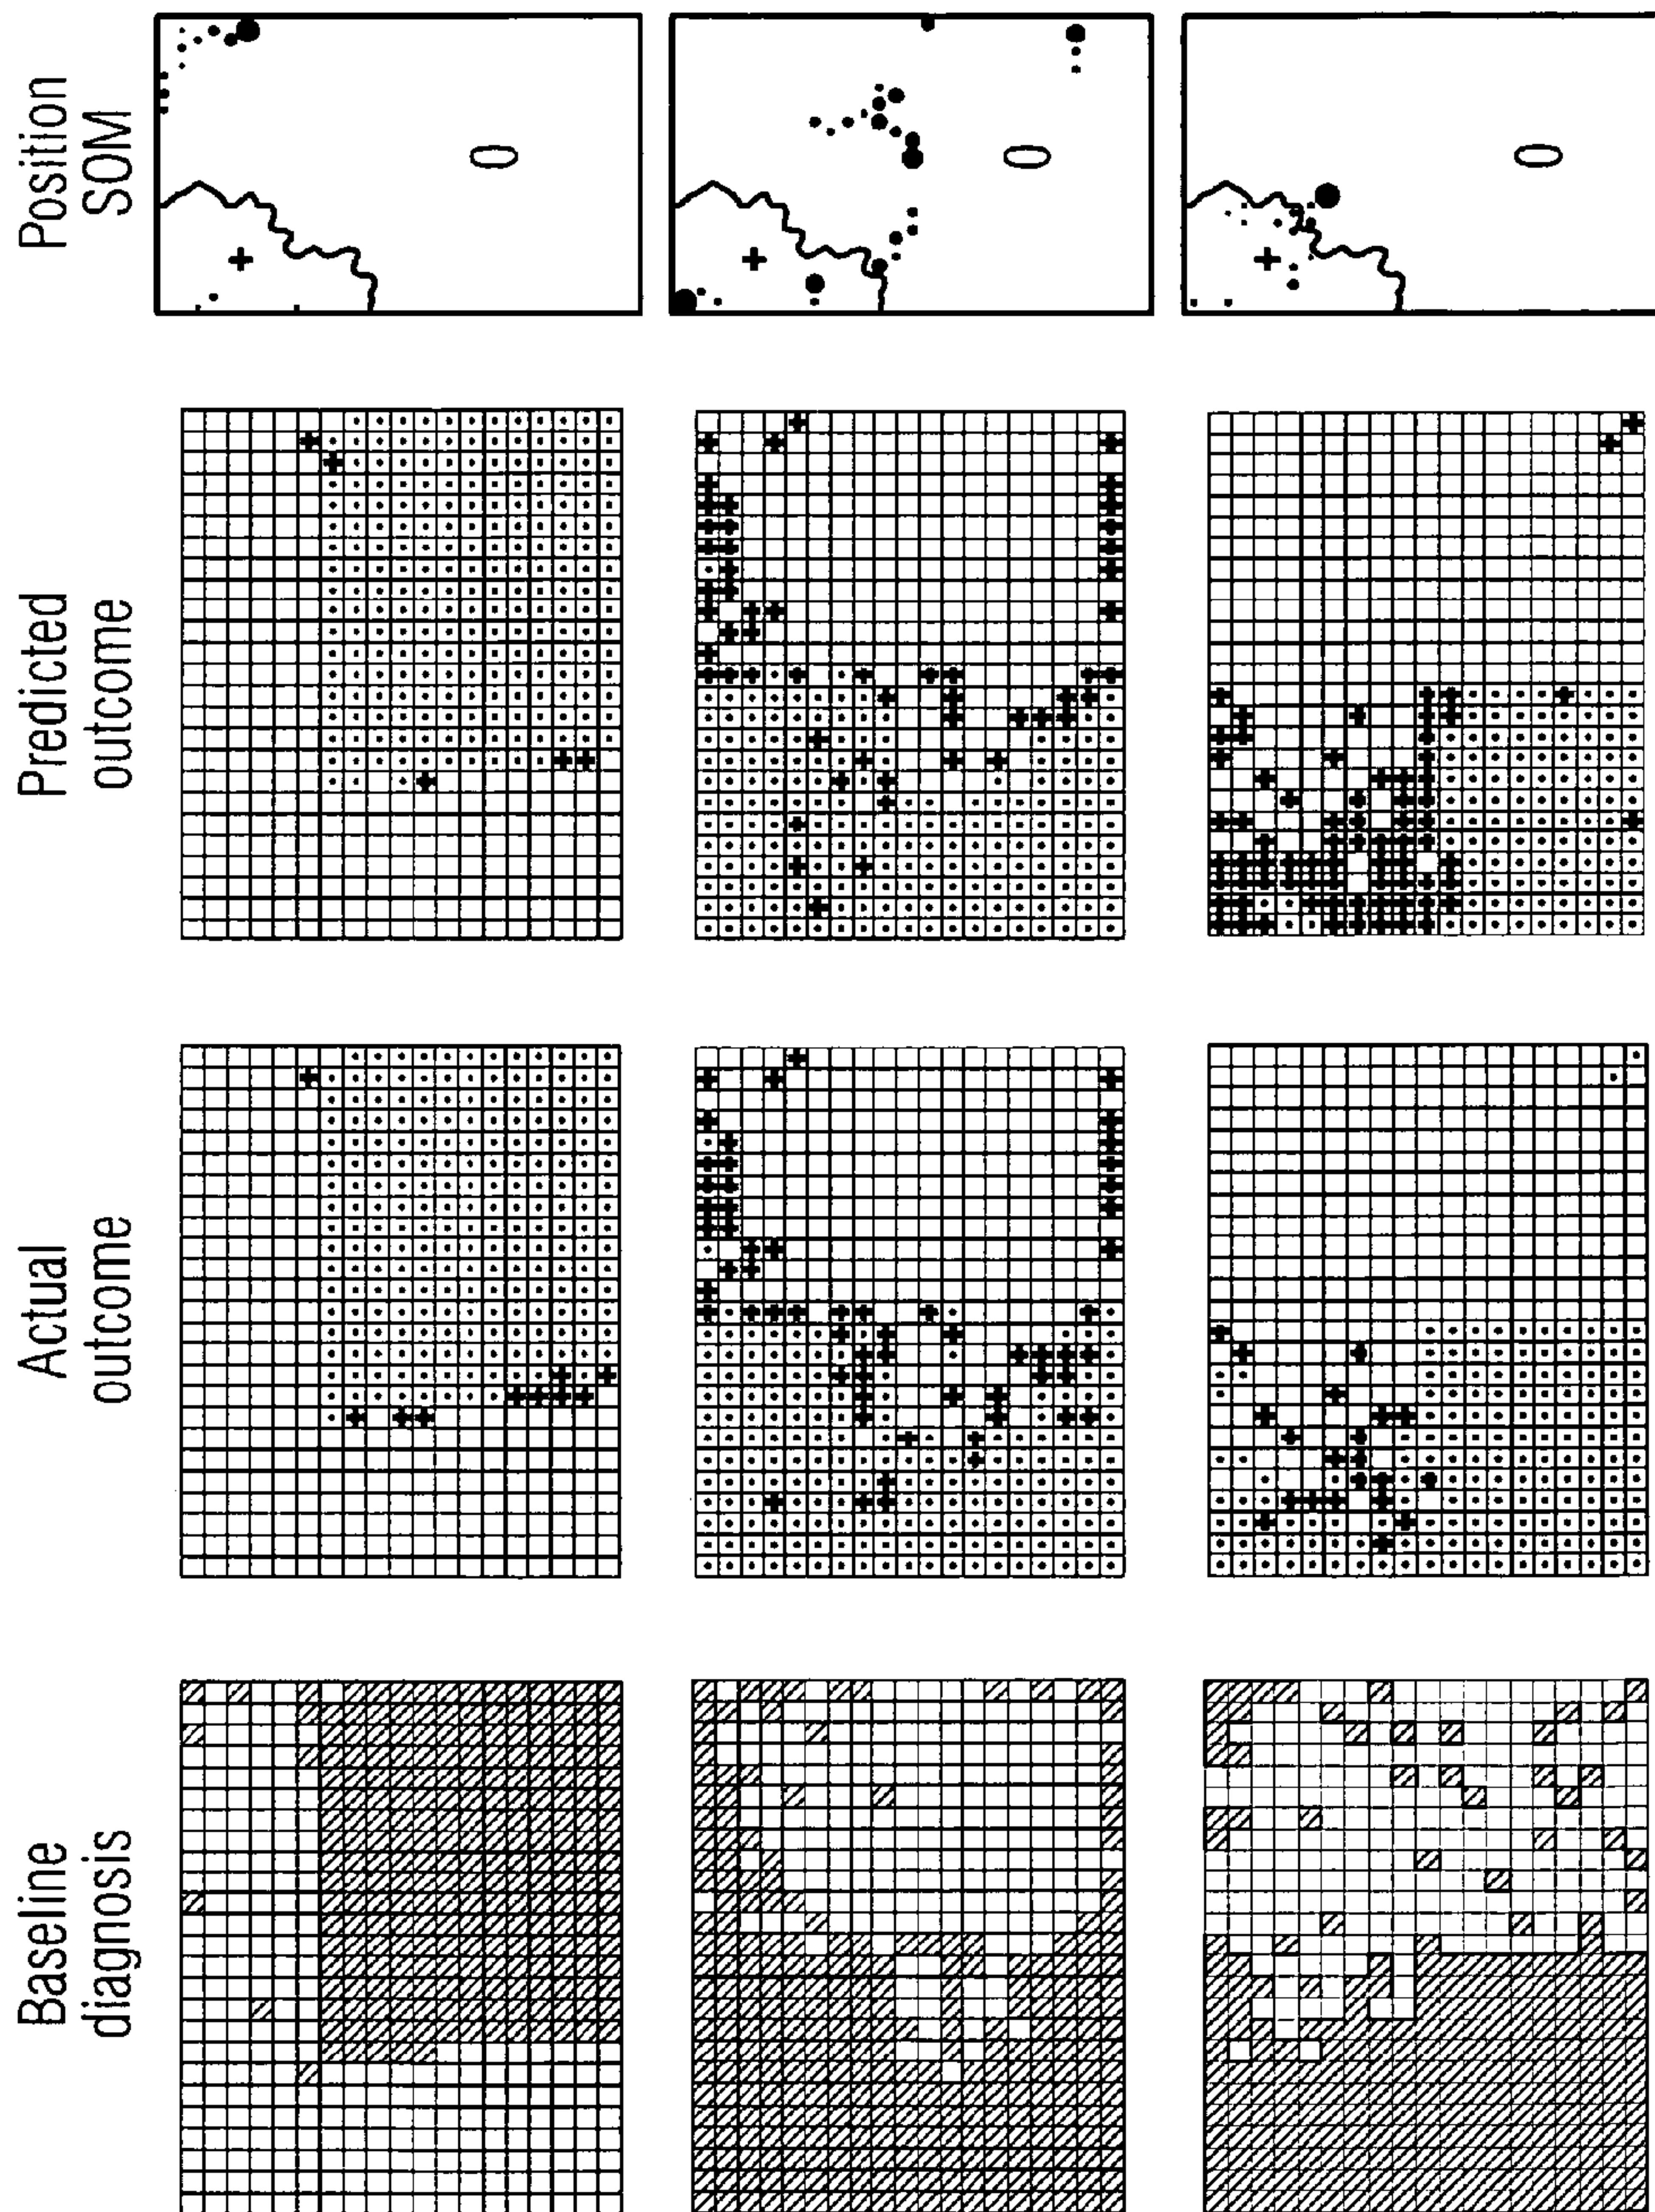 Position
SOM
Predicted
outcome
Actual
outcome
Baseline
diagnosis